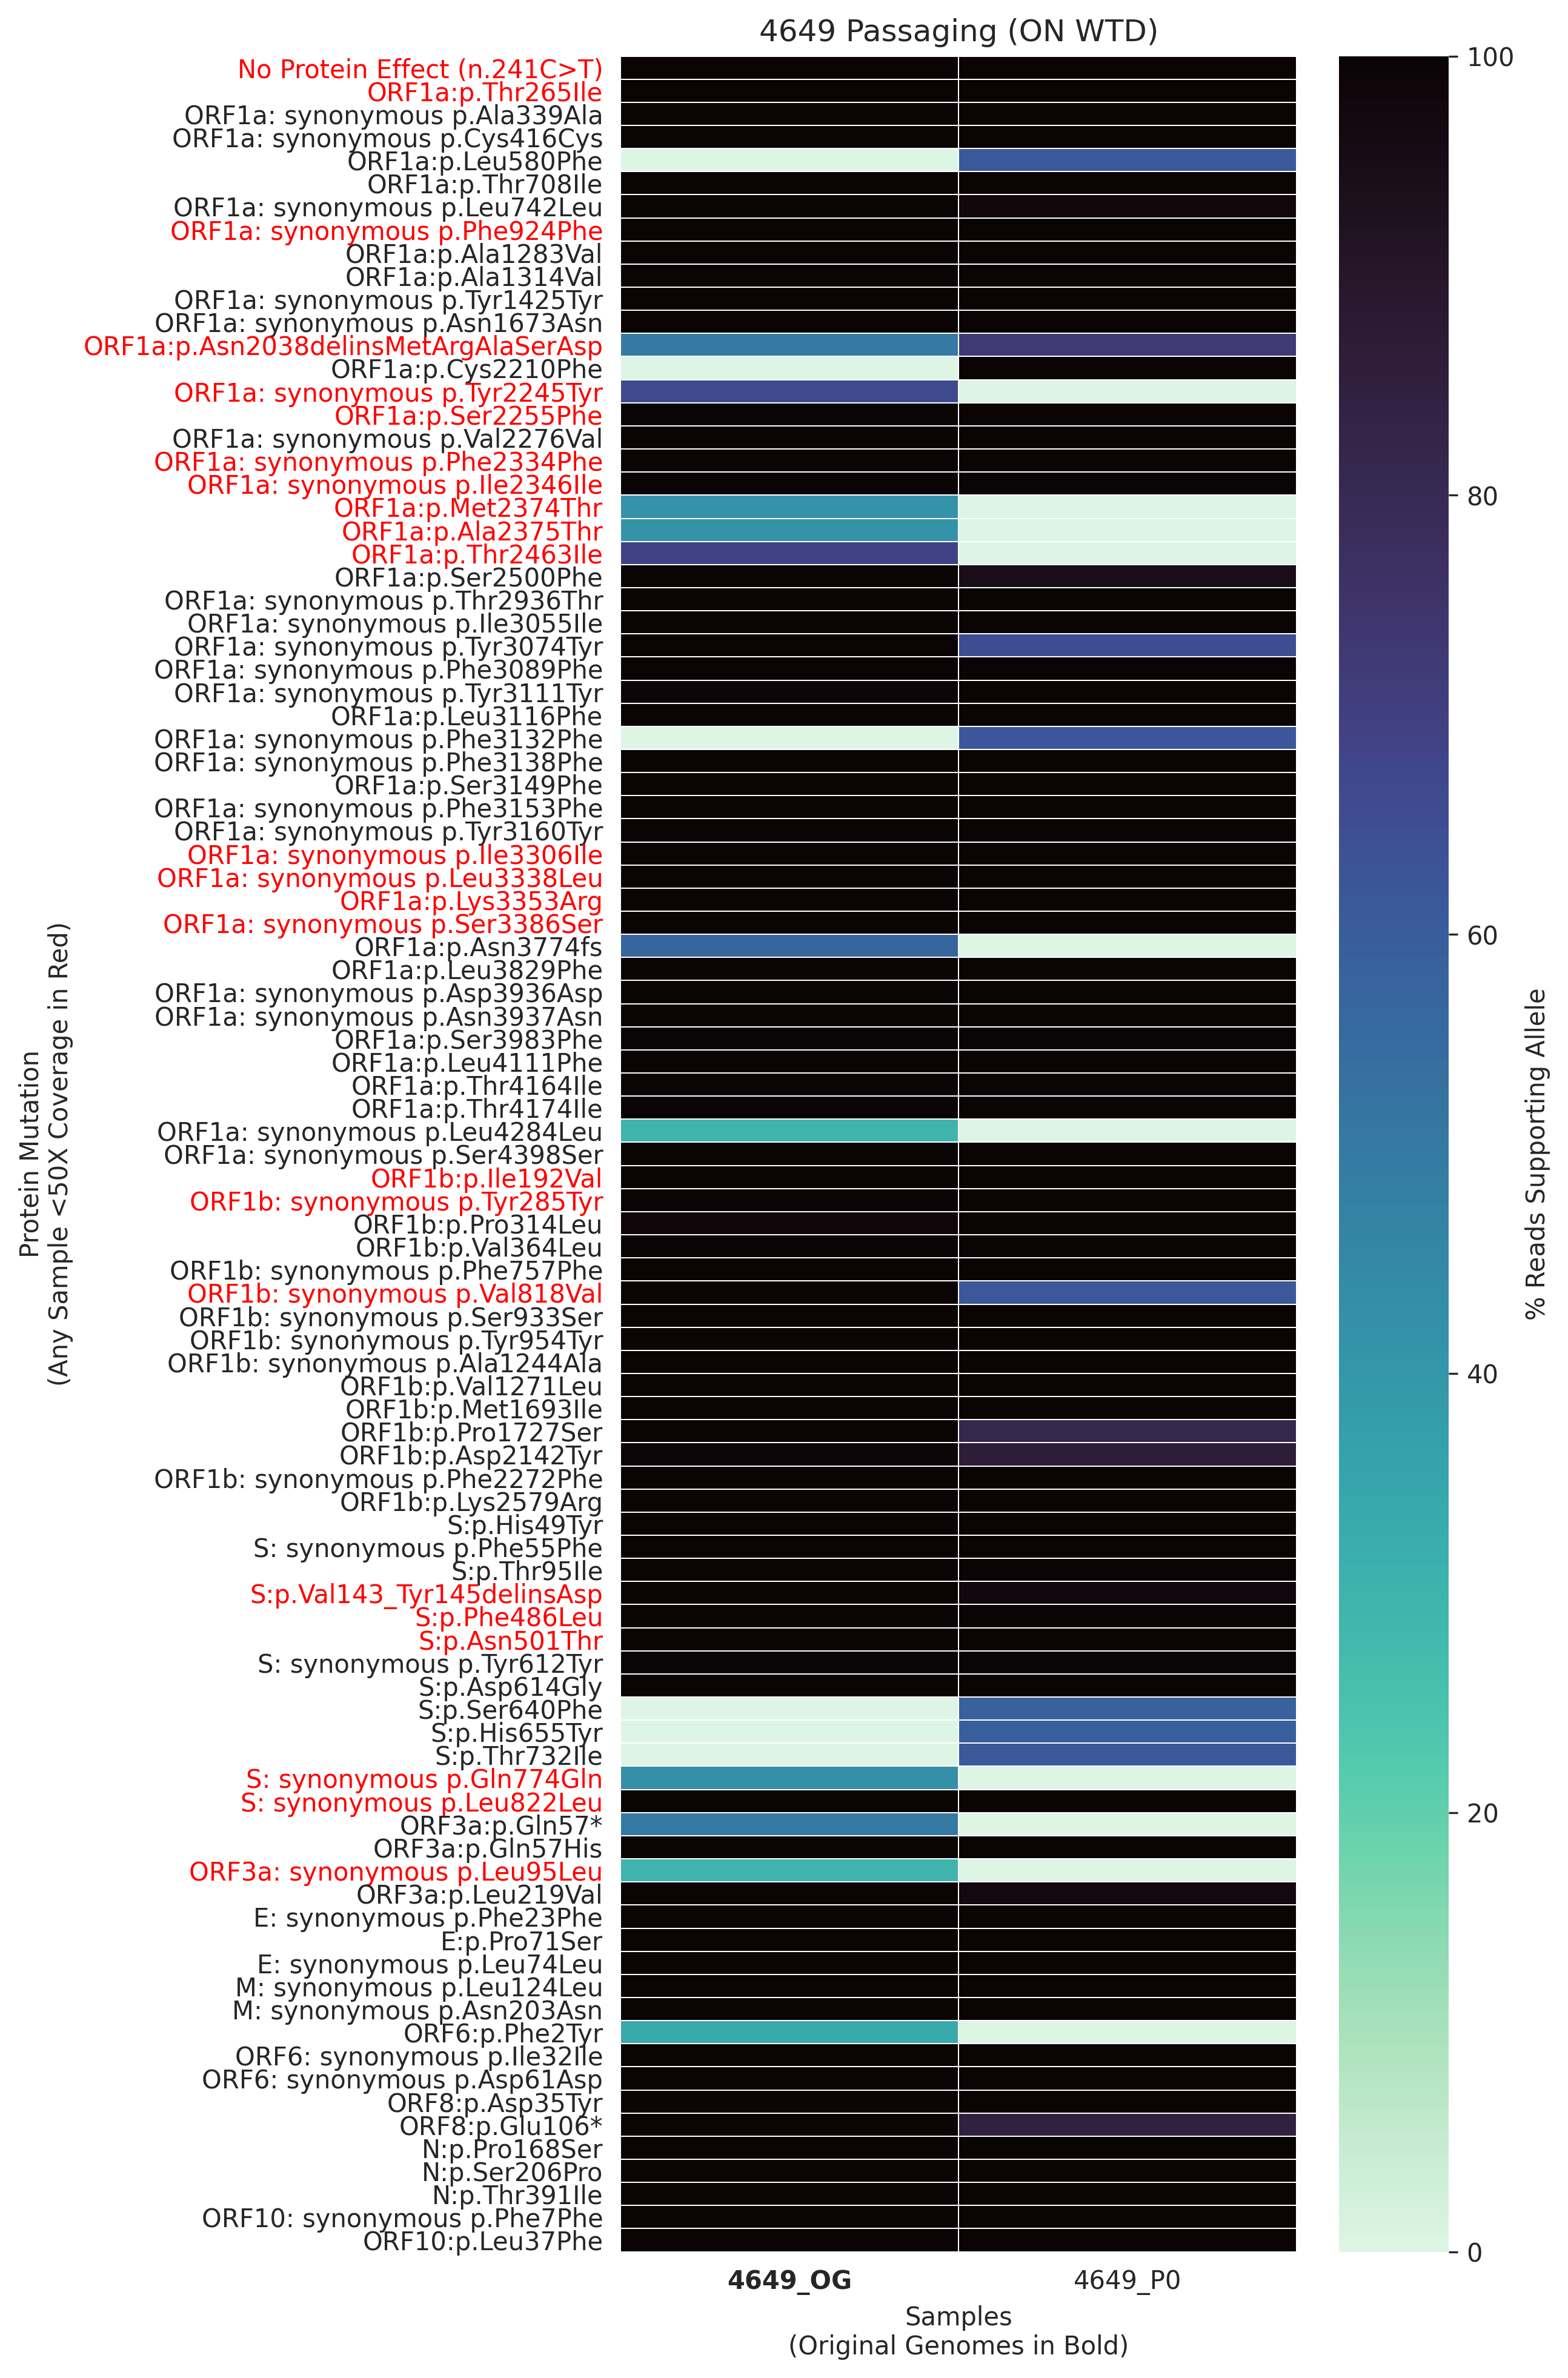 4649 Passaging (ON WTD)
No Protein Effect (n.241C>T)
ORF1a:p.Thr265Ile
ORF1a: synonymous p.Ala339Ala
ORF1a: synonymous p.Cys416Cys
ORF1a:p.Leu580Phe
ORF1a:p.Thr708Ile
ORF1a: synonymous p.Leu742Leu
ORF1a: synonymous p.Phe924Phe
ORF1a:p.Ala1283Val
ORF1a:p.Ala1314Val
ORF1a: synonymous p.Tyr1425Tyr
ORF1a: synonymous p.Asn1673Asn
ORF1a:p.Asn2038delinsMetArgAlaSerAsp
ORF1a:p.Cys2210Phe
ORF1a: synonymous p.Tyr2245Tyr
ORF1a:p.Ser2255Phe
ORF1a: synonymous p.Val2276Val
ORF1a: synonymous p.Phe2334Phe
ORF1a: synonymous p.Ile2346Ile
ORF1a:p.Met2374Thr
ORF1a:p.Ala2375Thr
ORF1a:p.Thr2463Ile
ORF1a:p.Ser2500Phe
ORF1a: synonymous p.Thr2936Thr
ORF1a: synonymous p.Ile3055Ile
ORF1a: synonymous p.Tyr3074Tyr
ORF1a: synonymous p.Phe3089Phe
ORF1a: synonymous p.Tyr3111Tyr
ORF1a:p.Leu3116Phe
ORF1a: synonymous p.Phe3132Phe
ORF1a: synonymous p.Phe3138Phe
ORF1a:p.Ser3149Phe
ORF1a: synonymous p.Phe3153Phe
ORF1a: synonymous p.Tyr3160Tyr
ORF1a: synonymous p.Ile3306Ile
ORF1a: synonymous p.Leu3338Leu
ORF1a:p.Lys3353Arg
ORF1a: synonymous p.Ser3386Ser
ORF1a:p.Asn3774fs
ORF1a:p.Leu3829Phe
ORF1a: synonymous p.Asp3936Asp
ORF1a: synonymous p.Asn3937Asn
ORF1a:p.Ser3983Phe
ORF1a:p.Leu4111Phe
ORF1a:p.Thr4164Ile
ORF1a:p.Thr4174Ile
ORF1a: synonymous p.Leu4284Leu
ORF1a: synonymous p.Ser4398Ser
ORF1b:p.Ile192Val
ORF1b: synonymous p.Tyr285Tyr
ORF1b:p.Pro314Leu
ORF1b:p.Val364Leu
ORF1b: synonymous p.Phe757Phe
ORF1b: synonymous p.Val818Val
ORF1b: synonymous p.Ser933Ser
ORF1b: synonymous p.Tyr954Tyr
ORF1b: synonymous p.Ala1244Ala
ORF1b:p.Val1271Leu
ORF1b:p.Met1693Ile
ORF1b:p.Pro1727Ser
ORF1b:p.Asp2142Tyr
ORF1b: synonymous p.Phe2272Phe
ORF1b:p.Lys2579Arg
S:p.His49Tyr
S: synonymous p.Phe55Phe
S:p.Thr95Ile
S:p.Val143_Tyr145delinsAsp
S:p.Phe486Leu
S:p.Asn501Thr
S: synonymous p.Tyr612Tyr
S:p.Asp614Gly
S:p.Ser640Phe
S:p.His655Tyr
S:p.Thr732Ile
S: synonymous p.Gln774Gln
S: synonymous p.Leu822Leu
ORF3a:p.Gln57*
ORF3a:p.Gln57His
ORF3a: synonymous p.Leu95Leu
ORF3a:p.Leu219Val
E: synonymous p.Phe23Phe
E:p.Pro71Ser
E: synonymous p.Leu74Leu
M: synonymous p.Leu124Leu
M: synonymous p.Asn203Asn
ORF6:p.Phe2Tyr
ORF6: synonymous p.Ile32Ile
ORF6: synonymous p.Asp61Asp
ORF8:p.Asp35Tyr
ORF8:p.Glu106*
N:p.Pro168Ser
N:p.Ser206Pro
N:p.Thr391Ile
ORF10: synonymous p.Phe7Phe
ORF10:p.Leu37Phe
Protein Mutation
(Any Sample <50X Coverage in Red)
4649_OG
4649_P0
Samples
(Original Genomes in Bold)
100
80
60
40
20
0
% Reads Supporting Allele